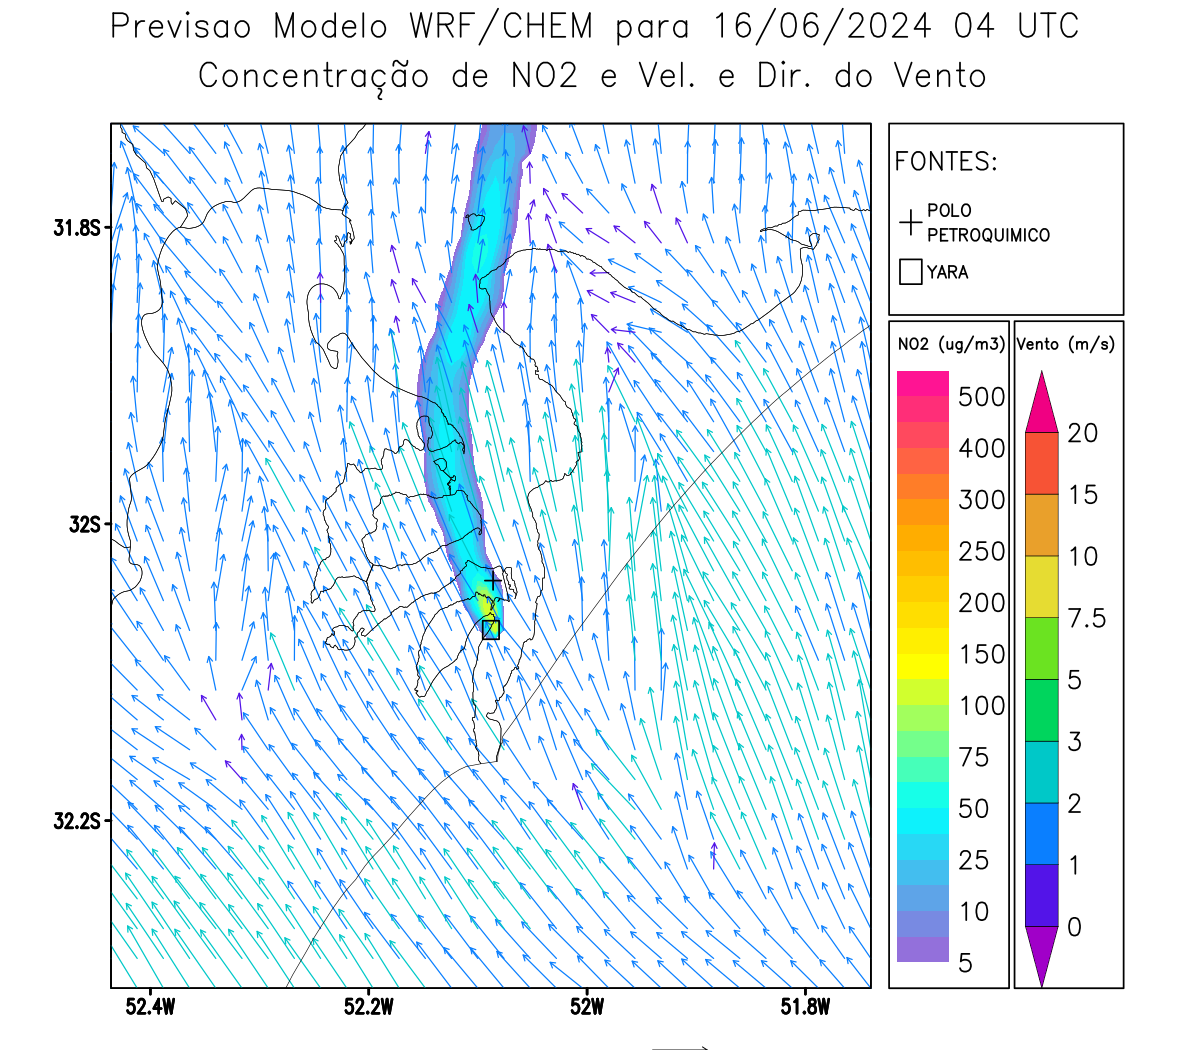 Previsao Modelo WRF/CHEM para 16/06/2024 04 UTC
Concentração de NO2 e Vel. e Dir. do Vento
FONTES:
POLO
PETROQUIMICO
YARA
NO2 (ug/m3)
500
400
300
250
200
150
100
75
50
25
10
5
Vento (m/s)
20
15
10
7.5
5
3
2
1
0
31.8S
32S
32.2S
52.4W
52.2W
52W
51.8W